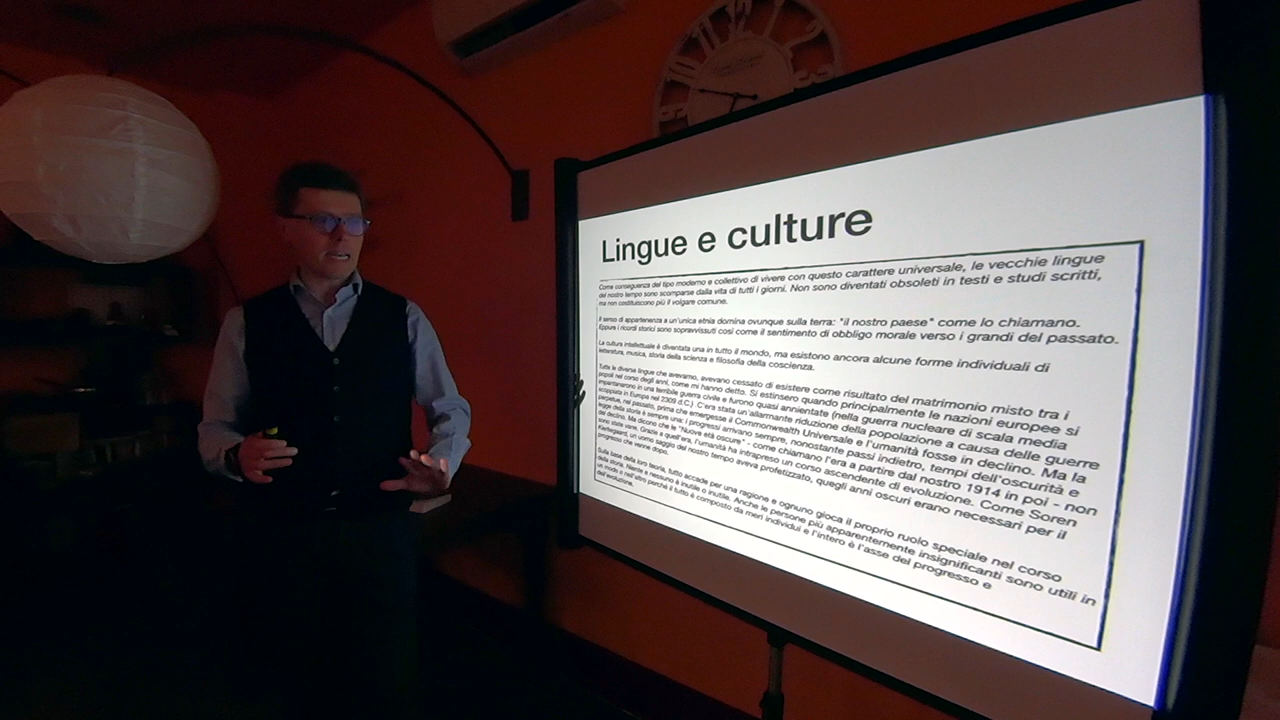 Lingue e culture
Come conseguenza del tipo moderno e collettivo di vivere con questo carattere universale, le vecchie lingue
del nostro tempo sono scomparse dalla vita di tutti i giorni. Non sono diventati obsoleti in testi e studi scritti,
ma non costituiscono più il volgare comune.
Il senso di appartenenza a un'unica etnia domina ovunque sulla terra: "il nostro paese" come lo chiamano.
Eppure i ricordi storici sono sopravvissuti così come il sentimento di obbligo morale verso i grandi del passato.
La cultura intellettuale è diventata una in tutto il mondo, ma esistono ancora alcune forme individuali di
letteratura, musica, storia della scienza e filosofia della coscienza.
Tutte le diverse lingue che avevamo, avevano cessato di esistere come risultato del matrimonio misto tra i
popoli nel corso degli anni, come mi hanno detto. Si estinsero quando principalmente le nazioni europee si
impantanarono in una terribile guerra civile e furono quasi annientate (nella guerra nucleare di scala media
scoppiata in Europa nel 2309 d.C.) C'era stata un'allarmante riduzione della popolazione a causa delle guerre
perpetue, nel passato, prima che emergesse il Commonwealth Universale e l'umanità fosse in declino. Ma la
legge della storia è sempre una: i progressi arrivano sempre, nonostante passi indietro, tempi dell'oscurità e
del declino. Ma dicono che le "Nuove età oscure" - come chiamano l'era a partire dal nostro 1914 in poi - non
sono state vane. Grazie a quell'era, l'umanità ha intrapreso un corso ascendente di evoluzione. Come Soren
Kierkegaard, un uomo saggio del nostro tempo aveva profetizzato, quegli anni oscuri erano necessari per il
progresso che venne dopo.
Sulla base della loro teoria, tutto accade per una ragione e ognuno gioca il proprio ruolo speciale nel corso
della storia. Niente e nessuno è inutile o inutile. Anche le persone più apparentemente insignificanti sono utili in
un modo o nell'altro perché il tutto è composto da meri individui e l'intero è l'asse del progresso e
dell'evoluzione.